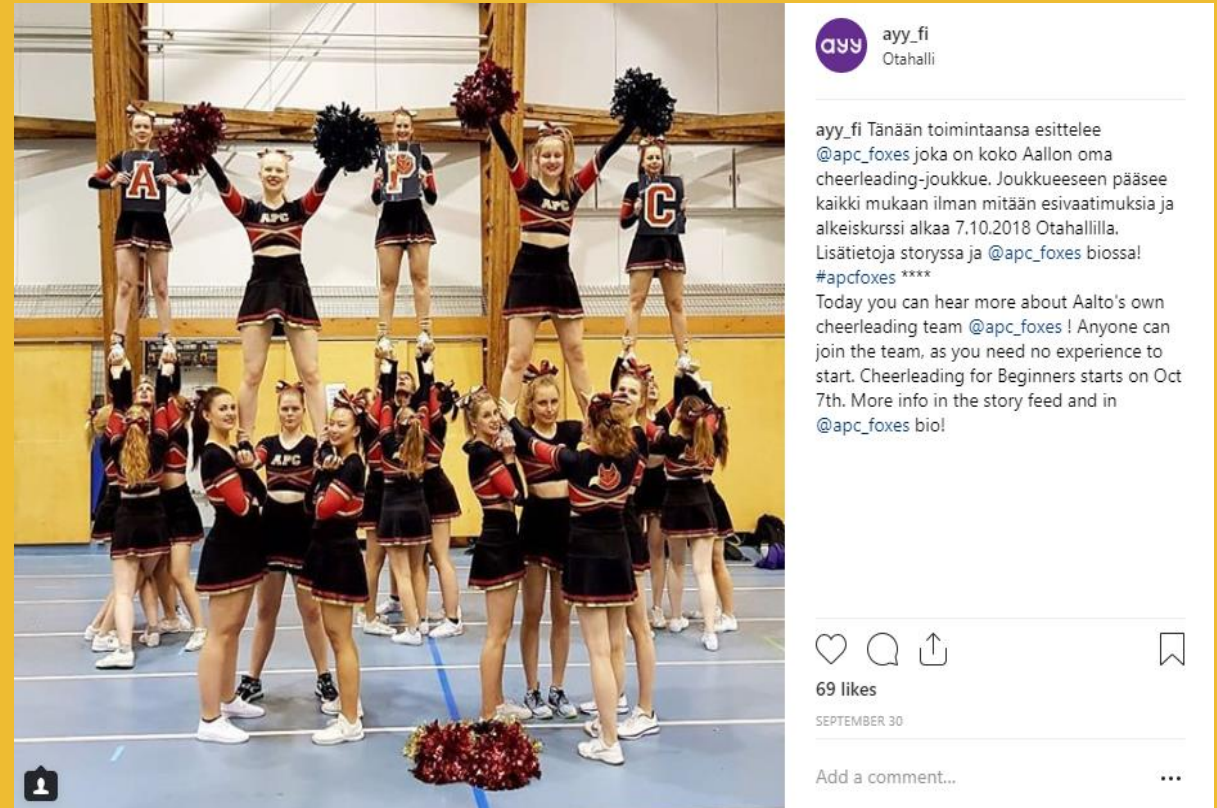 A
P
C
APC
APC
APC
ayy
ayy_fi
Otahalli
ayy_fi Tänään toimintaansa esittelee
@apc_foxes joka on koko Aallon oma
cheerleading-joukkue. Joukkueeseen pääsee
kaikki mukaan ilman mitään esivaatimuksia ja
alkeiskurssi alkaa 7.10.2018 Otahallilla.
Lisätietoja storyssa ja @apc_foxes biossa!
#apcfoxes ****
Today you can hear more about Aalto's own
cheerleading team @apc_foxes ! Anyone can
join the team, as you need no experience to
start. Cheerleading for Beginners starts on Oct
7th. More info in the story feed and in
@apc_foxes bio!
69 likes
SEPTEMBER 30
Add a comment...